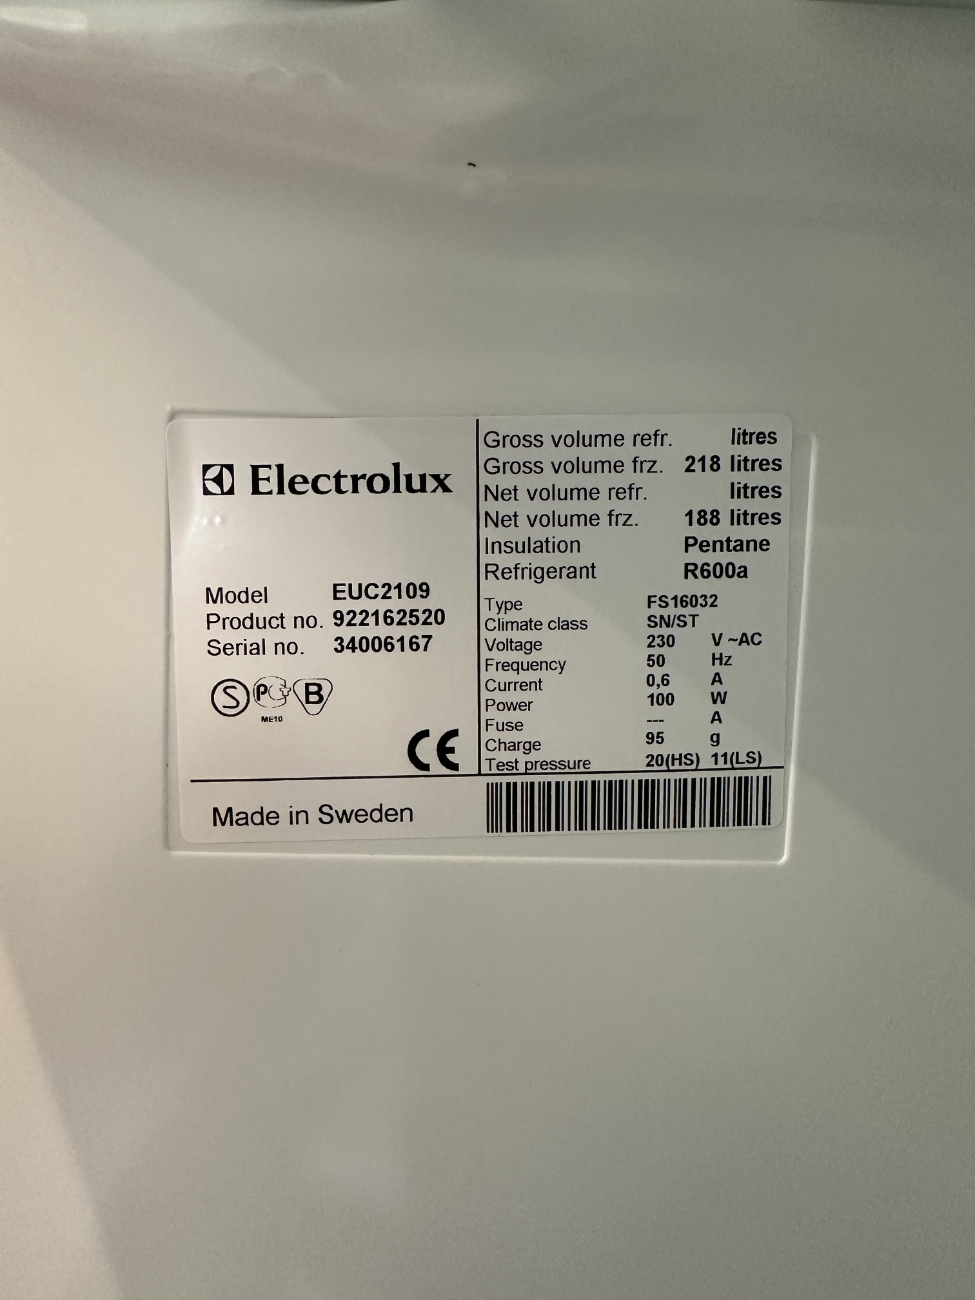 Electrolux
Model EUC2109
Product no. 922162520
Serial no. 34006167
S PC B
ME10
CE
Made in Sweden
Gross volume refr. litres
Gross volume frz. 218 litres
Net volume refr. litres
Net volume frz. 188 litres
Insulation Pentane
Refrigerant R600a
Type FS16032
Climate class SN/ST
Voltage 230 V ~AC
Frequency 50 Hz
Current 0,6 A
Power 100 W
Fuse --- A
Charge 95 g
Test pressure 20(HS) 11(LS)